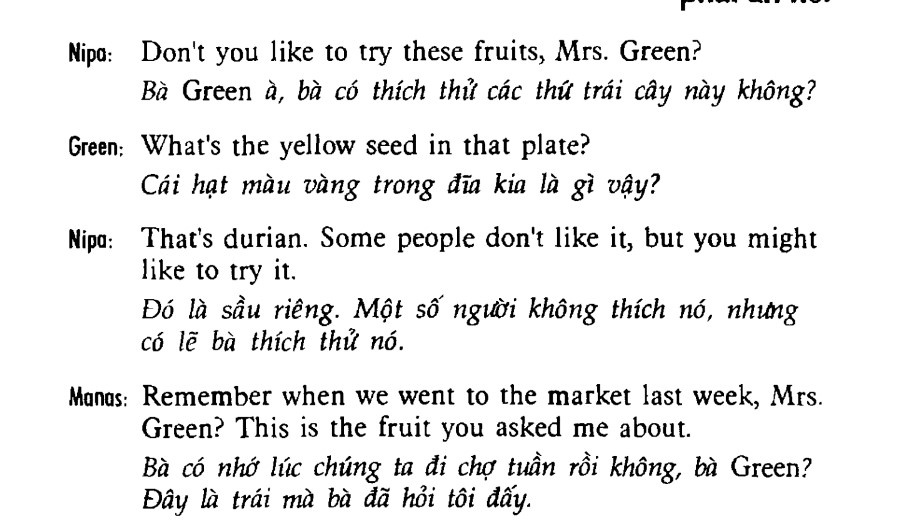 Nipa: Don't you like to try these fruits, Mrs. Green?
Bà Green à, bà có thích thử các thứ trái cây này không?
Green: What's the yellow seed in that plate?
Cái hạt màu vàng trong đĩa kia là gì vậy?
Nipa: That's durian. Some people don't like it, but you might
like to try it.
Đó là sầu riêng. Một số người không thích nó, nhưng
có lẽ bà thích thử nó.
Manas: Remember when we went to the market last week, Mrs.
Green? This is the fruit you asked me about.
Bà có nhớ lúc chúng ta đi chợ tuần rồi không, bà Green?
Đây là trái mà bà đã hỏi tôi đấy.